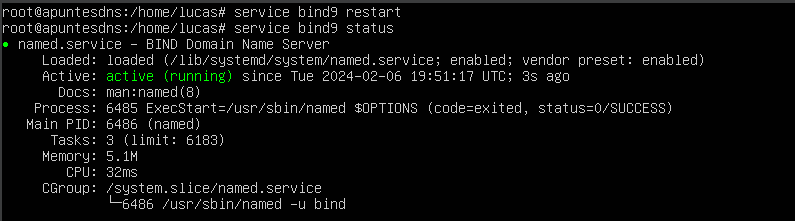 root@apuntesdns:/home/lucas# service bind9 restart
root@apuntesdns:/home/lucas# service bind9 status
● named.service - BIND Domain Name Server
     Loaded: loaded (/lib/systemd/system/named.service; enabled; vendor preset: enabled)
     Active: active (running) since Tue 2024-02-06 19:51:17 UTC; 3s ago
       Docs: man:named(8)
    Process: 6485 ExecStart=/usr/sbin/named $OPTIONS (code=exited, status=0/SUCCESS)
   Main PID: 6486 (named)
      Tasks: 3 (limit: 6183)
     Memory: 5.1M
        CPU: 32ms
     CGroup: /system.slice/named.service
             └─6486 /usr/sbin/named -u bind